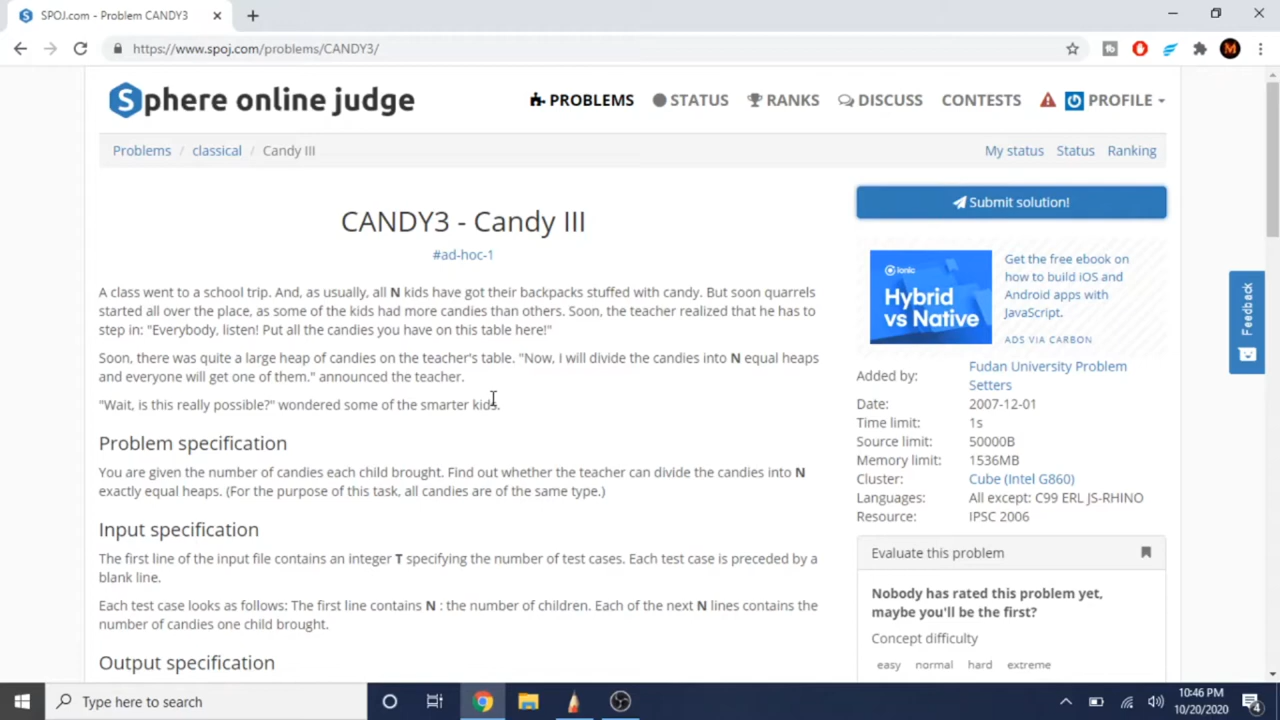 SPOJ.com - Problem CANDY3
https://www.spoj.com/problems/CANDY3/
M
Sphere online judge
PROBLEMS STATUS RANKS DISCUSS CONTESTS PROFILE
Problems / classical / Candy III
My status Status Ranking
Submit solution!
CANDY3 - Candy III
#ad-hoc-1
A class went to a school trip. And, as usually, all N kids have got their backpacks stuffed with candy. But soon quarrels
started all over the place, as some of the kids had more candies than others. Soon, the teacher realized that he has to
step in: "Everybody, listen! Put all the candies you have on this table here!"
Soon, there was quite a large heap of candies on the teacher's table. "Now, I will divide the candies into N equal heaps
and everyone will get one of them." announced the teacher.
"Wait, is this really possible?" wondered some of the smarter kids.
Problem specification
You are given the number of candies each child brought. Find out whether the teacher can divide the candies into N
exactly equal heaps. (For the purpose of this task, all candies are of the same type.)
Input specification
The first line of the input file contains an integer T specifying the number of test cases. Each test case is preceded by a
blank line.
Each test case looks as follows: The first line contains N : the number of children. Each of the next N lines contains the
number of candies one child brought.
Output specification
ionic
Hybrid
vs Native
Get the free ebook on
how to build iOS and
Android apps with
JavaScript.
ADS VIA CARBON
Added by: Fudan University Problem
Setters
Date: 2007-12-01
Time limit: 1s
Source limit: 50000B
Memory limit: 1536MB
Cluster: Cube (Intel G860)
Languages: All except: C99 ERL JS-RHINO
Resource: IPSC 2006
Evaluate this problem
Nobody has rated this problem yet,
maybe you'll be the first?
Concept difficulty
easy normal hard extreme
Feedback
Type here to search
10:46 PM
10/20/2020
4